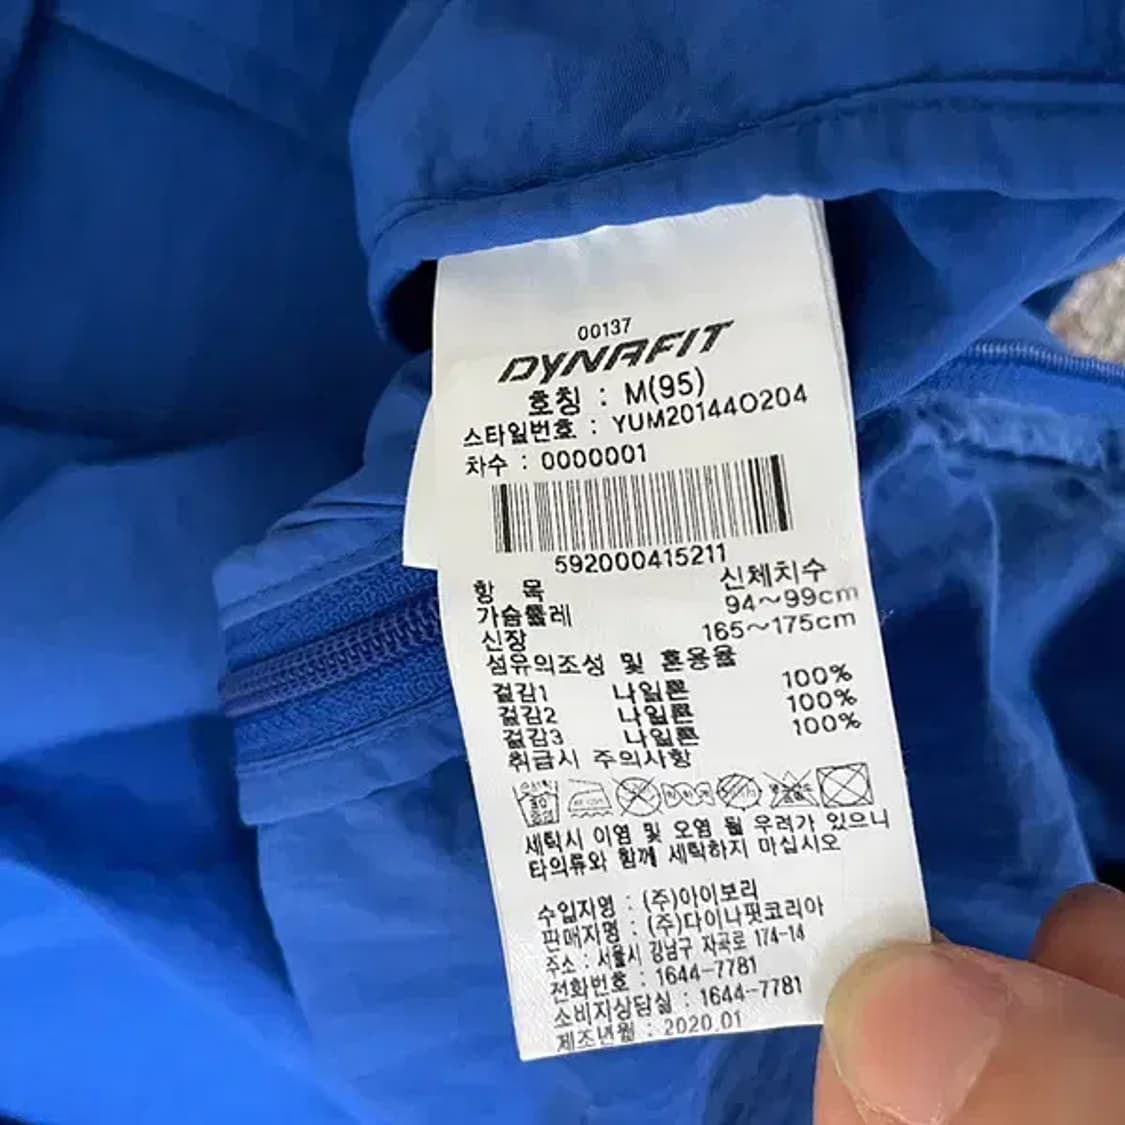 00137
DYNAFIT
호칭 : M(95)
스타일번호 : YUM20144O204
차수 : 0000001
592000415211
항 목 신체치수
가슴둘레 94~99cm
신장 165~175cm
섬유의조성 및 혼용율
겉감1 나일론 100%
겉감2 나일론 100%
겉감3 나일론 100%
취급시 주의사항
세탁시 이염 및 오염 될 우려가 있으니
타의류와 함께 세탁하지 마십시오
수입자명 : (주)아이보리
판매자명 : (주)다이나핏코리아
주소 : 서울시 강남구 자곡로 174-14
전화번호 : 1644-7781
소비자상담실 : 1644-7781
제조년월 : 2020.01